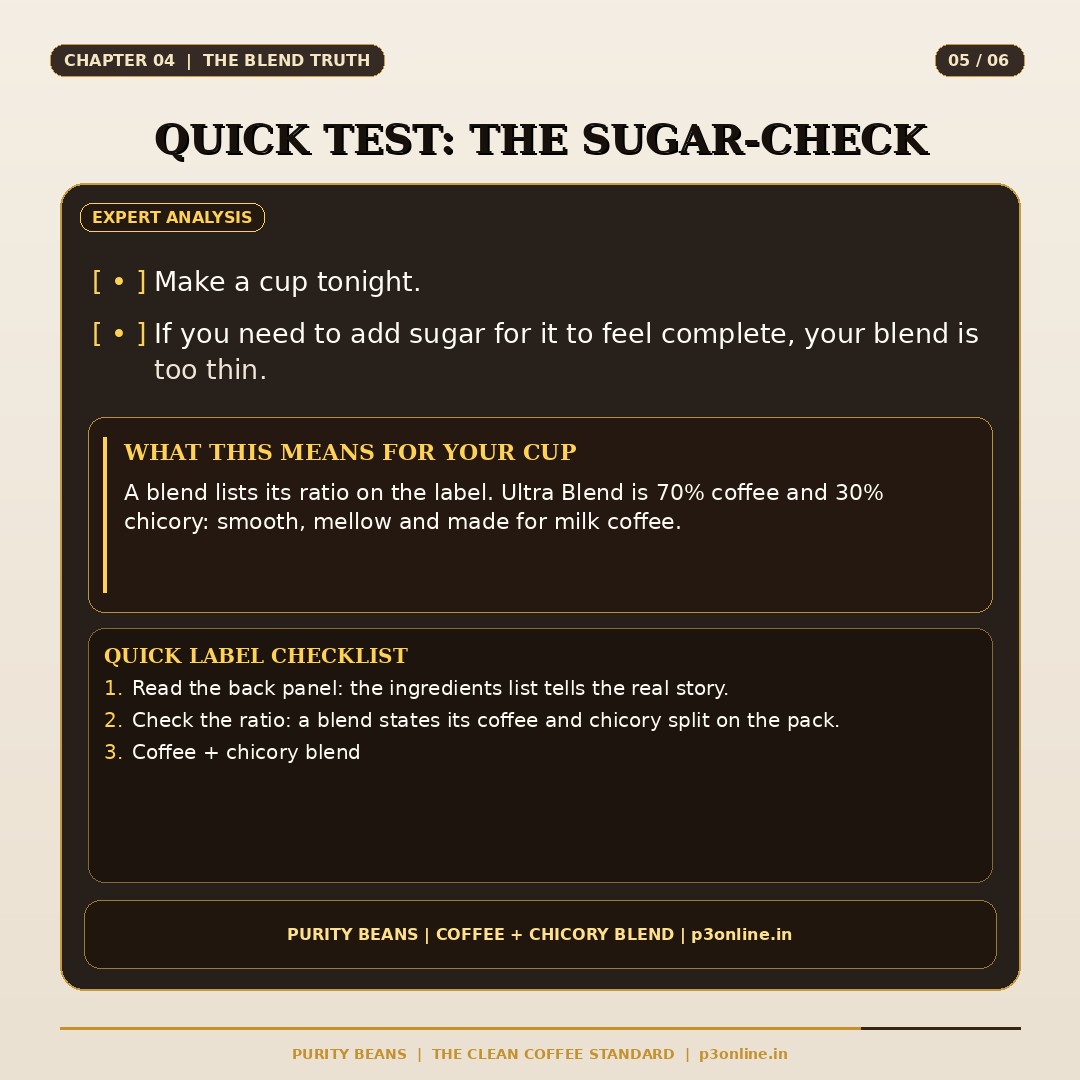 CHAPTER 04 | THE BLEND TRUTH
05 / 06
QUICK TEST: THE SUGAR-CHECK
EXPERT ANALYSIS
[ • ] Make a cup tonight.
[ • ] If you need to add sugar for it to feel complete, your blend is
too thin.
WHAT THIS MEANS FOR YOUR CUP
A blend lists its ratio on the label. Ultra Blend is 70% coffee and 30%
chicory: smooth, mellow and made for milk coffee.
QUICK LABEL CHECKLIST
1. Read the back panel: the ingredients list tells the real story.
2. Check the ratio: a blend states its coffee and chicory split on the pack.
3. Coffee + chicory blend
PURITY BEANS | COFFEE + CHICORY BLEND | p3online.in
PURITY BEANS | THE CLEAN COFFEE STANDARD | p3online.in